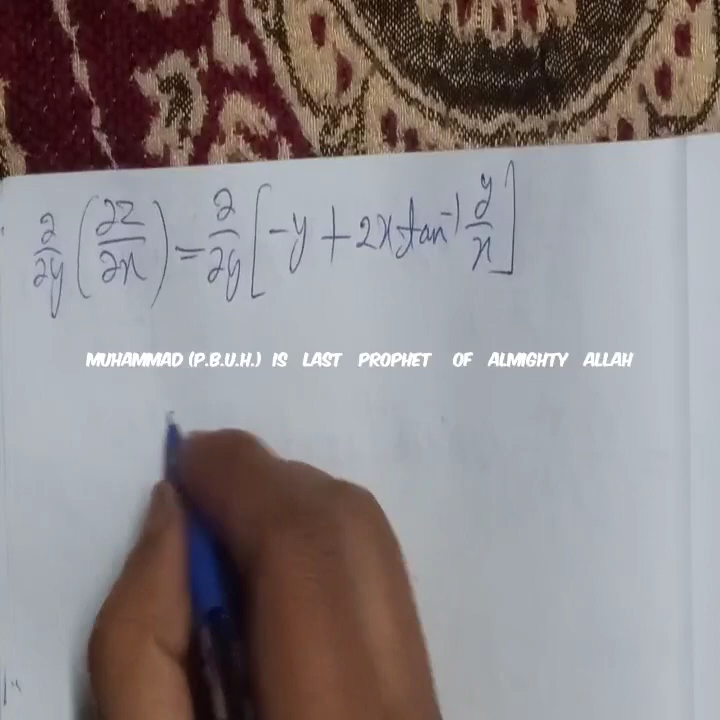 ∂/∂y (∂z/∂x) = ∂/∂y [-y + 2x tan⁻¹ y/x]
MUHAMMAD (P.B.U.H.) IS LAST PROPHET OF ALMIGHTY ALLAH